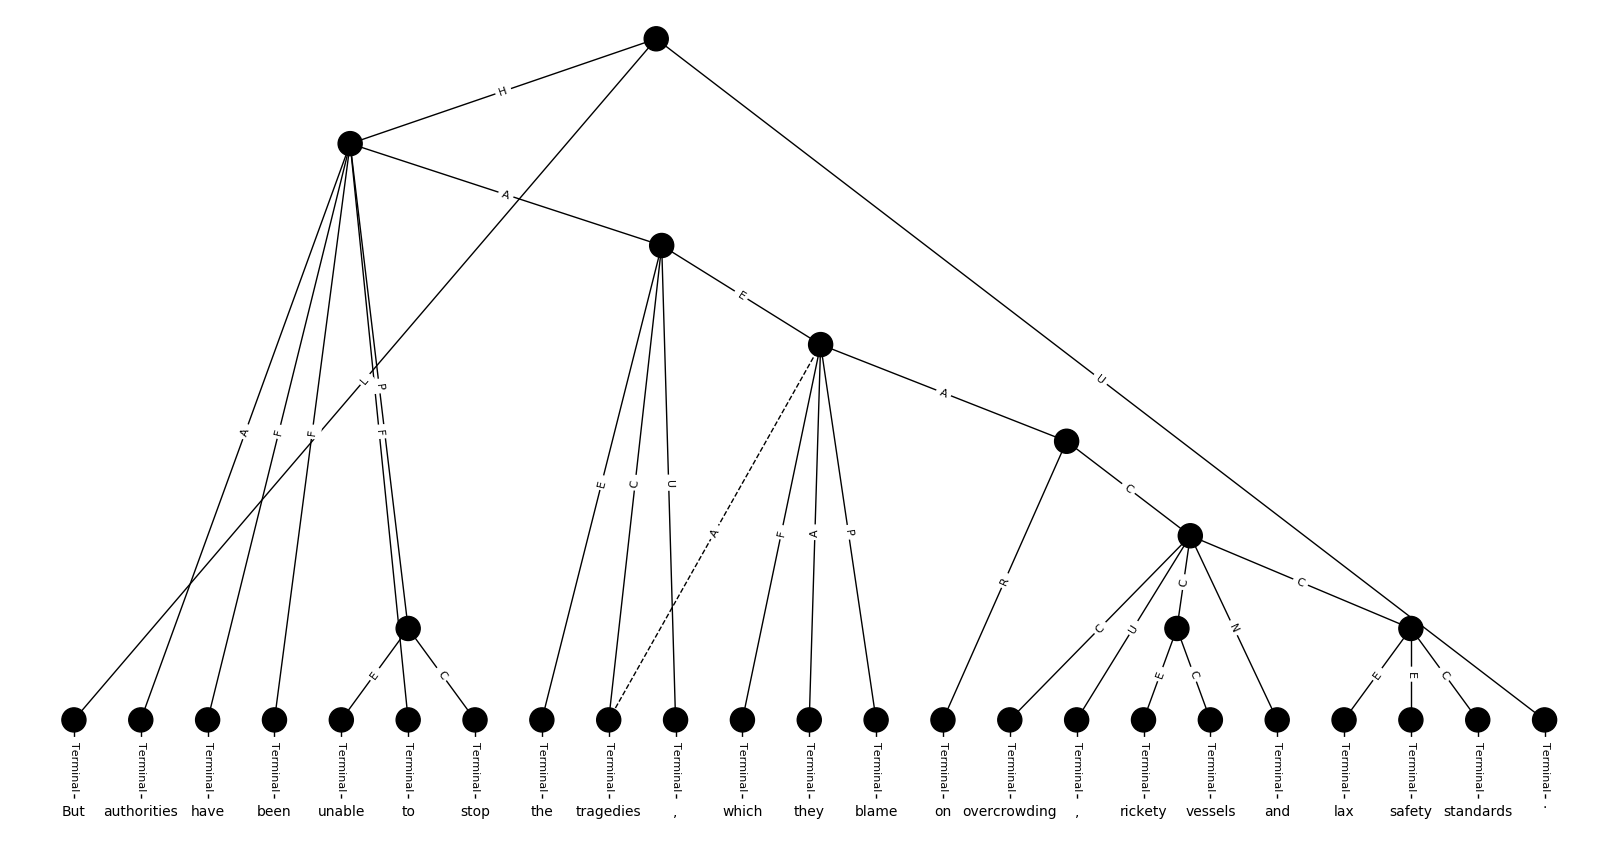 H
A
E
A
U
L
P
A
F
F
F
E
C
U
A
F
A
P
C
R
C
C
C
U
N
E
C
E
C
E
E
C
Terminal Terminal Terminal Terminal Terminal Terminal Terminal Terminal Terminal Terminal Terminal Terminal Terminal Terminal Terminal Terminal Terminal Terminal Terminal Terminal Terminal Terminal Terminal
But authorities have been unable to stop the tragedies , which they blame on overcrowding , rickety vessels and lax safety standards .